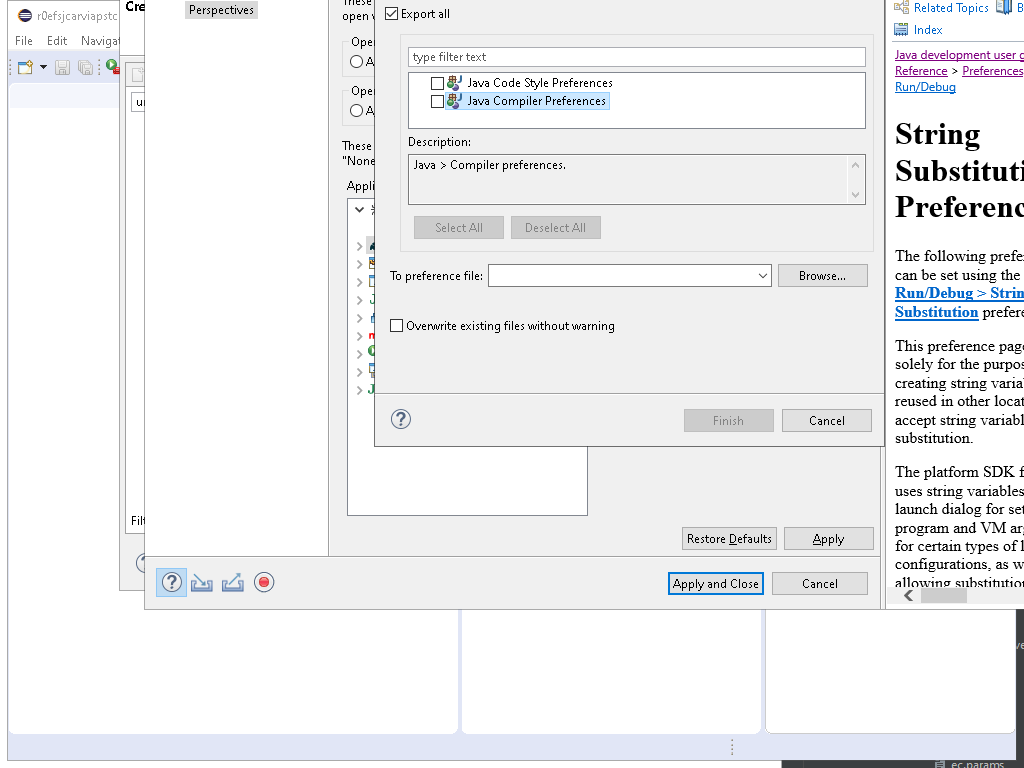 r0efsjcarviapstc
File Edit Navigat
Cre
Filt
Perspectives
These
open v
Ope
A
Ope
A
These
"None
Appli
Export all
type filter text
Java Code Style Preferences
Java Compiler Preferences
Description:
Java > Compiler preferences.
Select All Deselect All
To preference file: Browse...
Overwrite existing files without warning
Finish Cancel
Restore Defaults Apply
Apply and Close Cancel
Related Topics B
Index
Java development user g
Reference > Preferences
Run/Debug
String
Substituti
Preferenc
The following prefe
can be set using the
Run/Debug > Strin
Substitution prefere
This preference page
solely for the purpos
creating string varia
reused in other locat
accept string variabl
substitution.
The platform SDK f
uses string variables
launch dialog for set
program and VM arg
for certain types of l
configurations, as w
allowing substitution
ec.params